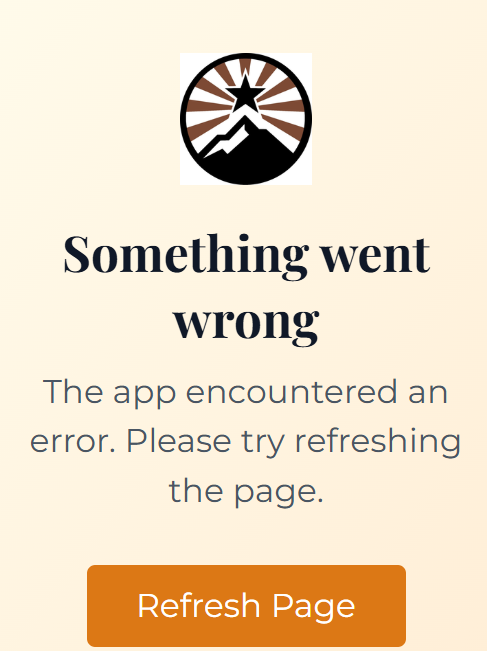 Something went
wrong
The app encountered an
error. Please try refreshing
the page.
Refresh Page